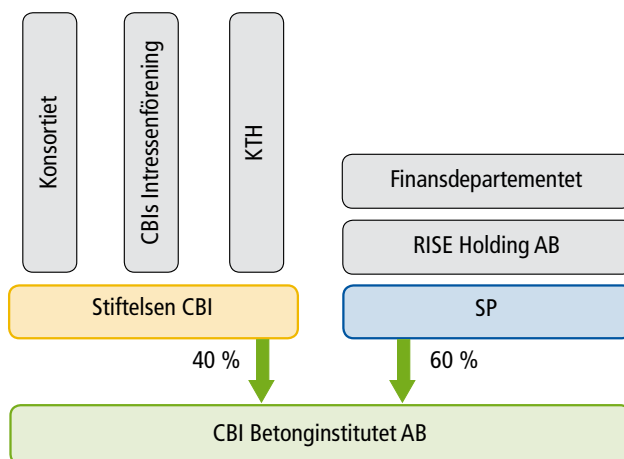 Konsortiet
CBIs Intressenförening
KTH
Finansdepartementet
RISE Holding AB
Stiftelsen CBI
SP
40 %
60 %
CBI Betonginstitutet AB